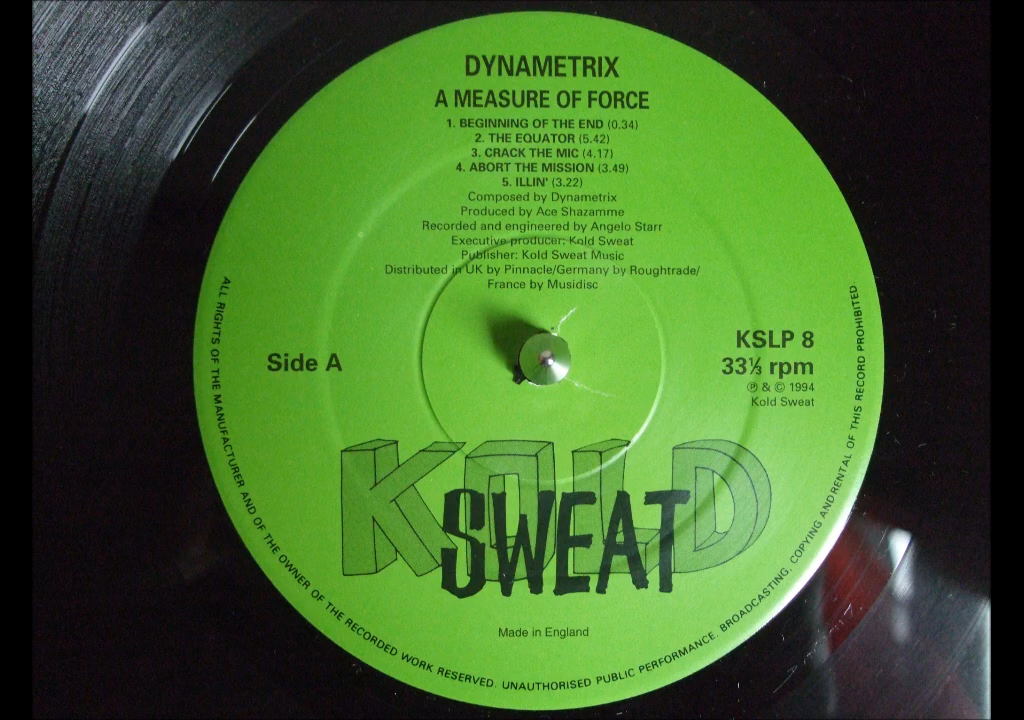 DYNAMETRIX
A MEASURE OF FORCE
1. BEGINNING OF THE END (0.34)
2. THE EQUATOR (5.42)
3. CRACK THE MIC (4.17)
4. ABORT THE MISSION (3.49)
5. ILLIN' (3.22)
Composed by Dynametrix
Produced by Ace Shazamme
Recorded and engineered by Angelo Starr
Executive producer: Kold Sweat
Publisher: Kold Sweat Music
Distributed in UK by Pinnacle/Germany by Roughtrade/
France by Musidisc
Side A
KSLP 8
33⅓ rpm
℗ & © 1994
Kold Sweat
KOLD
SWEAT
Made in England
ALL RIGHTS OF THE MANUFACTURER AND OF THE OWNER OF THE RECORDED WORK RESERVED. UNAUTHORISED PUBLIC PERFORMANCE, BROADCASTING, COPYING AND RENTAL OF THIS RECORD PROHIBITED.